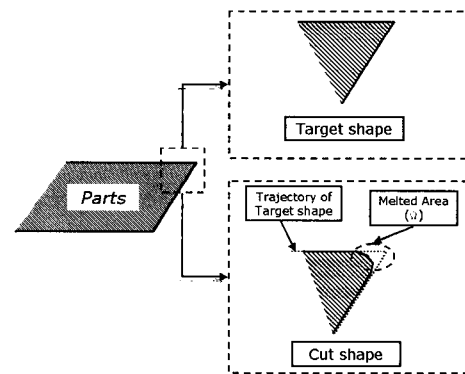 Target shape
Parts
Trajectory of
Target shape
Melted Area
(Ω)
Cut shape